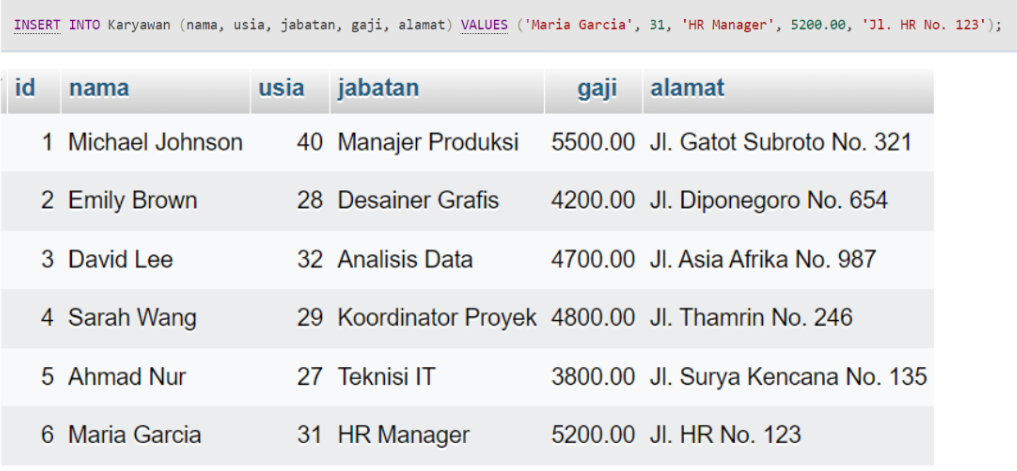 INSERT INTO Karyawan (nama, usia, jabatan, gaji, alamat) VALUES ('Maria Garcia', 31, 'HR Manager', 5200.00, 'Jl. HR No. 123');
id nama usia jabatan gaji alamat
1 Michael Johnson 40 Manajer Produksi 5500.00 Jl. Gatot Subroto No. 321
2 Emily Brown 28 Desainer Grafis 4200.00 Jl. Diponegoro No. 654
3 David Lee 32 Analisis Data 4700.00 Jl. Asia Afrika No. 987
4 Sarah Wang 29 Koordinator Proyek 4800.00 Jl. Thamrin No. 246
5 Ahmad Nur 27 Teknisi IT 3800.00 Jl. Surya Kencana No. 135
6 Maria Garcia 31 HR Manager 5200.00 Jl. HR No. 123